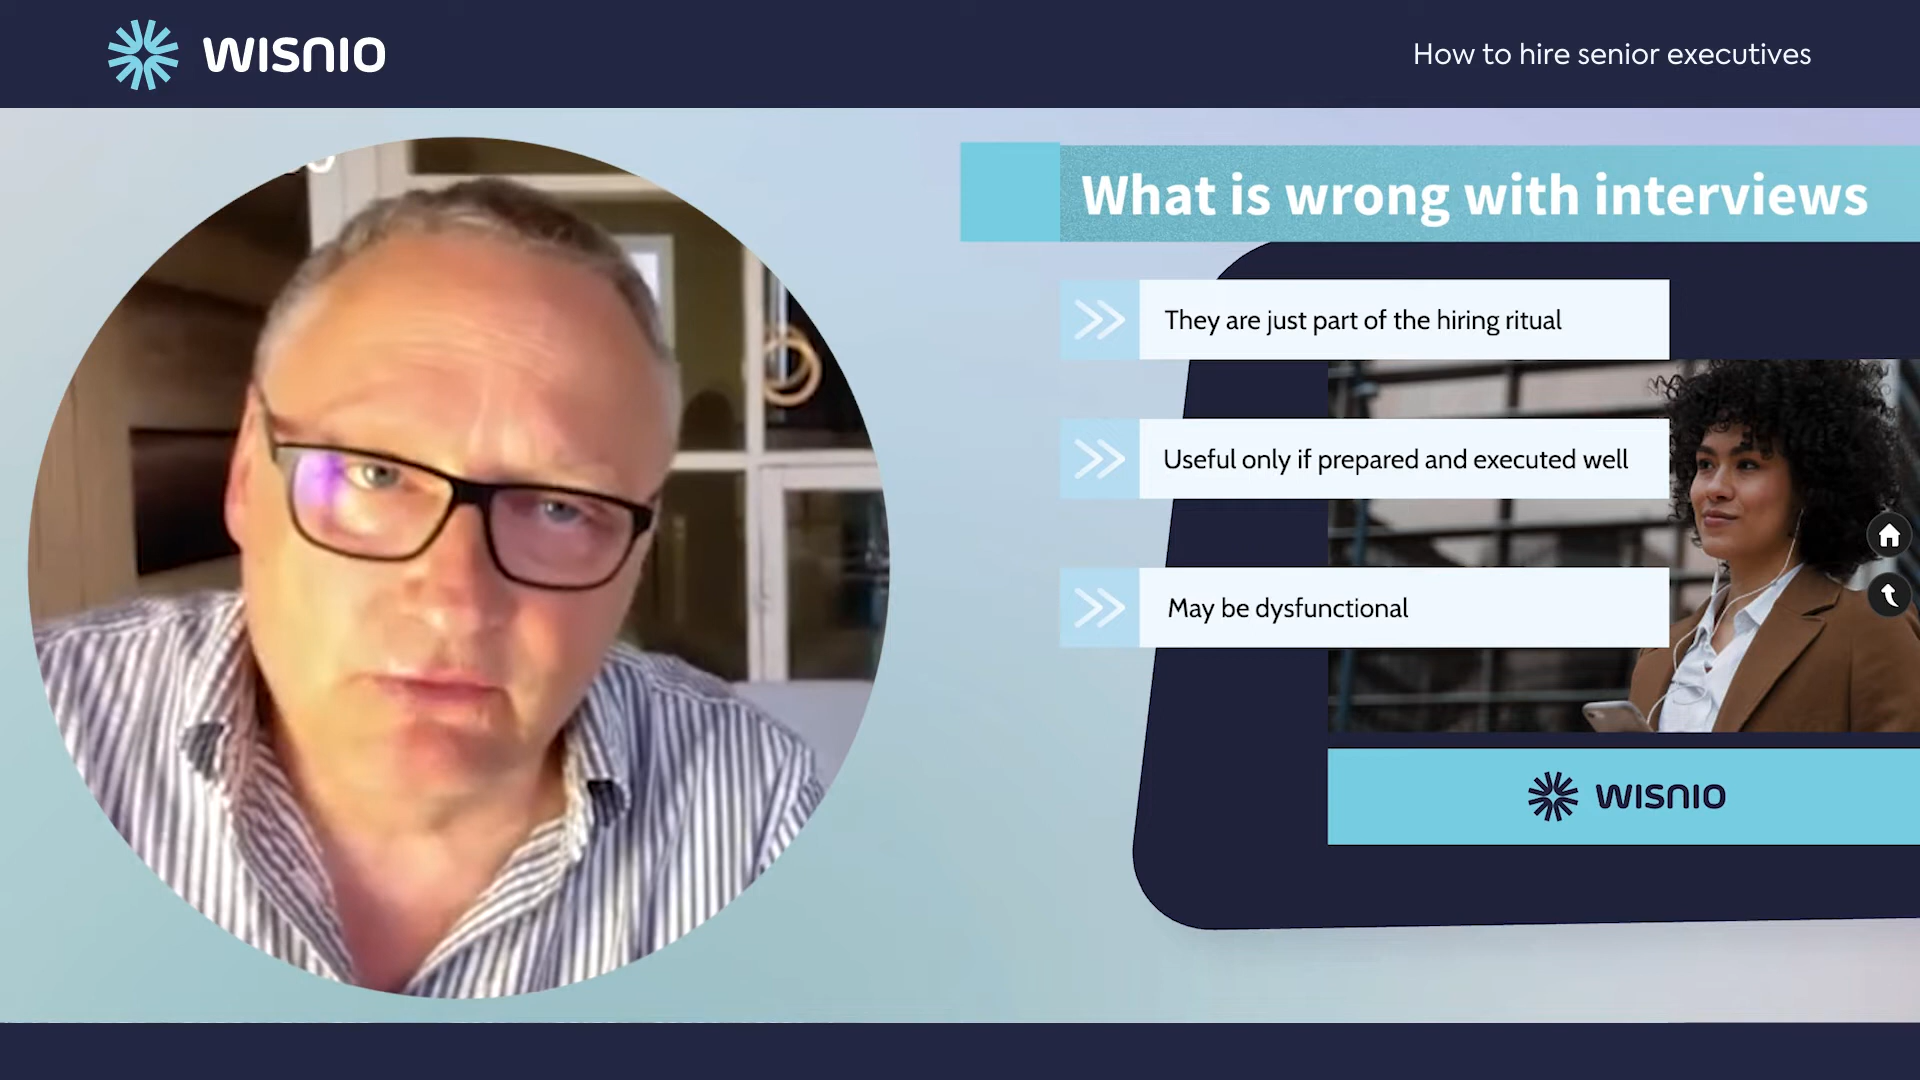 WISNIO
How to hire senior executives
What is wrong with interviews
They are just part of the hiring ritual
Useful only if prepared and executed well
May be dysfunctional
WISNIO